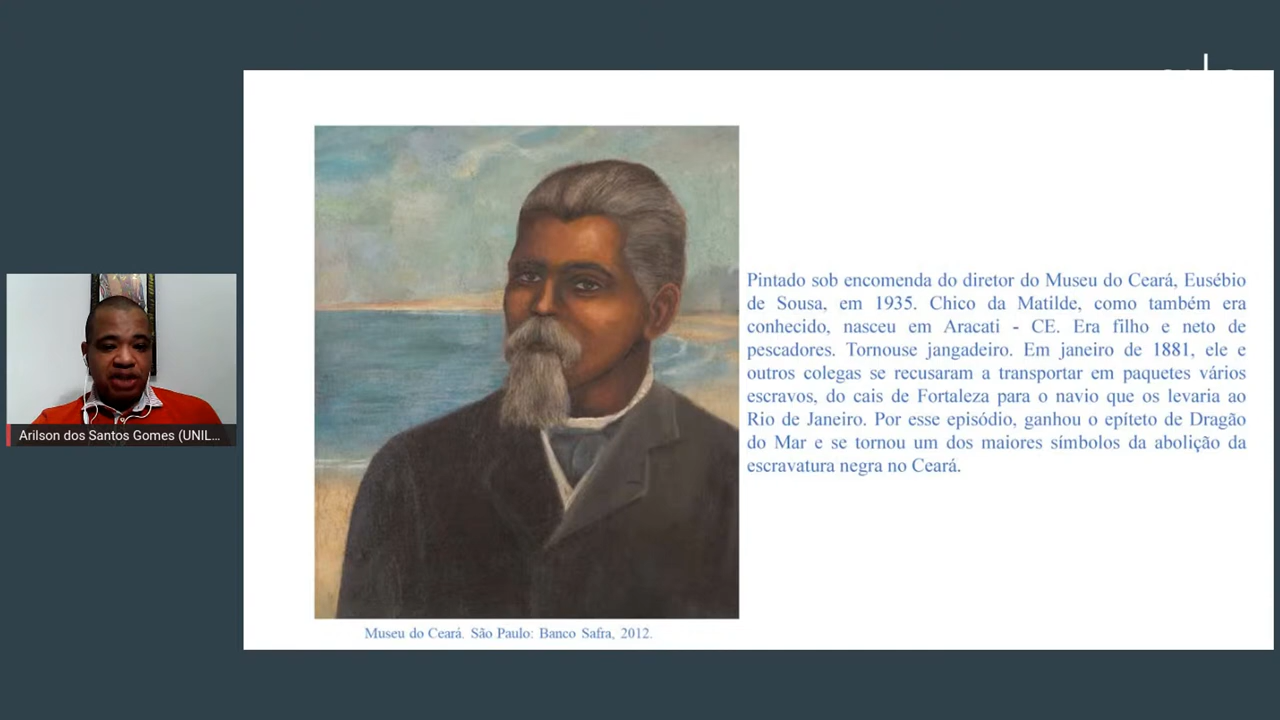 Pintado sob encomenda do diretor do Museu do Ceará, Eusébio
de Sousa, em 1935. Chico da Matilde, como também era
conhecido, nasceu em Aracati - CE. Era filho e neto de
pescadores. Tornouse jangadeiro. Em janeiro de 1881, ele e
outros colegas se recusaram a transportar em paquetes vários
escravos, do cais de Fortaleza para o navio que os levaria ao
Rio de Janeiro. Por esse episódio, ganhou o epíteto de Dragão
do Mar e se tornou um dos maiores símbolos da abolição da
escravatura negra no Ceará.
Arilson dos Santos Gomes (UNIL...
Museu do Ceará. São Paulo: Banco Safra, 2012.